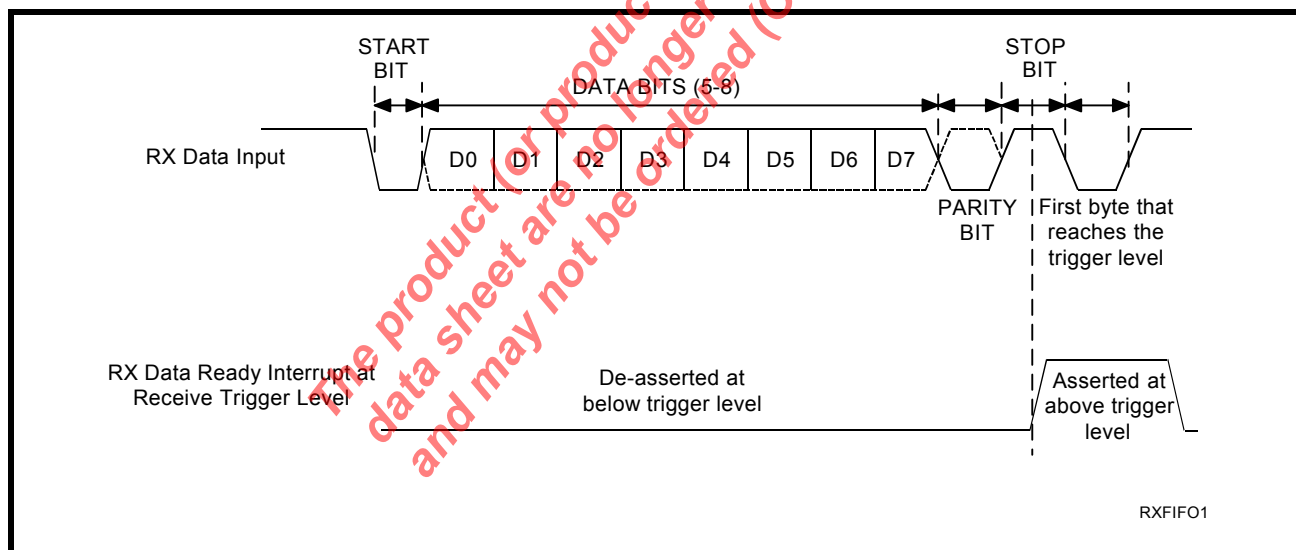 START
BIT
STOP
BIT
DATA BITS (5-8)
RX Data Input
D0 D1 D2 D3 D4 D5 D6 D7
PARITY
BIT
First byte that
reaches the
trigger level
RX Data Ready Interrupt at
Receive Trigger Level
De-asserted at
below trigger level
Asserted at
above trigger
level
RXFIFO1
The product (or produc
data sheet are no longer
and may not be ordered (O